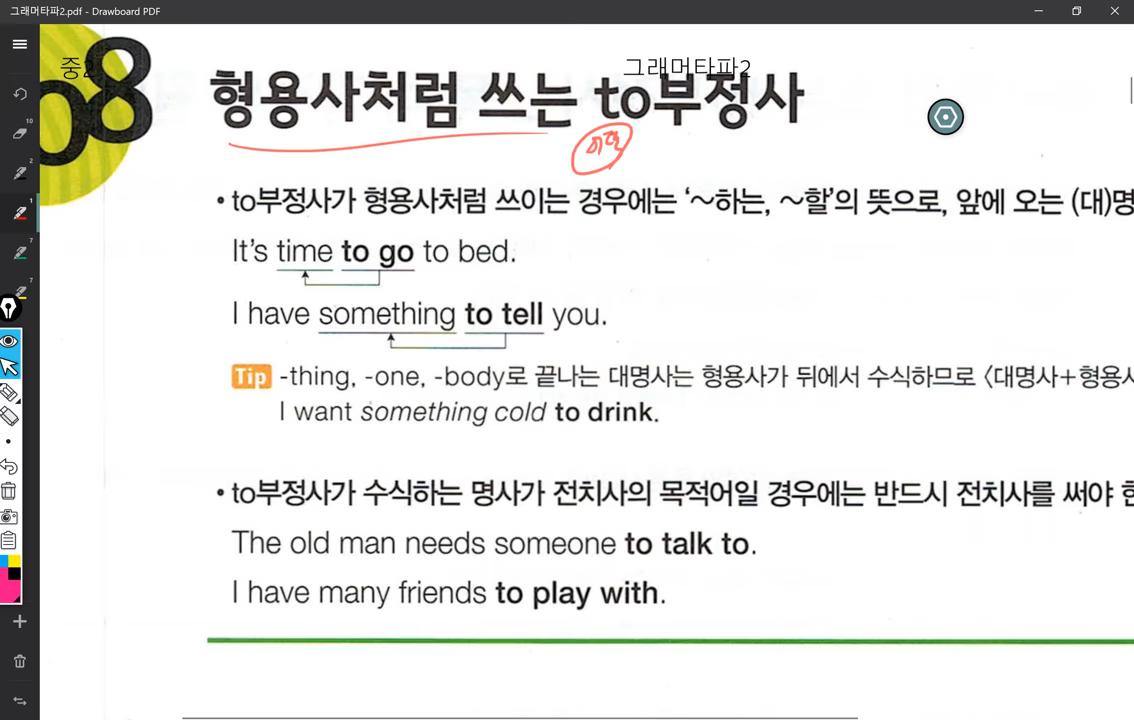 그래머타파2.pdf - Drawboard PDF
중2
그래머타파2
08
형용사처럼 쓰는 to부정사
• to부정사가 형용사처럼 쓰이는 경우에는 ‘~하는, ~할’의 뜻으로, 앞에 오는 (대)명
It's time to go to bed.
I have something to tell you.
Tip -thing, -one, -body로 끝나는 대명사는 형용사가 뒤에서 수식하므로 〈대명사+형용사
I want something cold to drink.
• to부정사가 수식하는 명사가 전치사의 목적어일 경우에는 반드시 전치사를 써야 한
The old man needs someone to talk to.
I have many friends to play with.
10
2
1
7
7